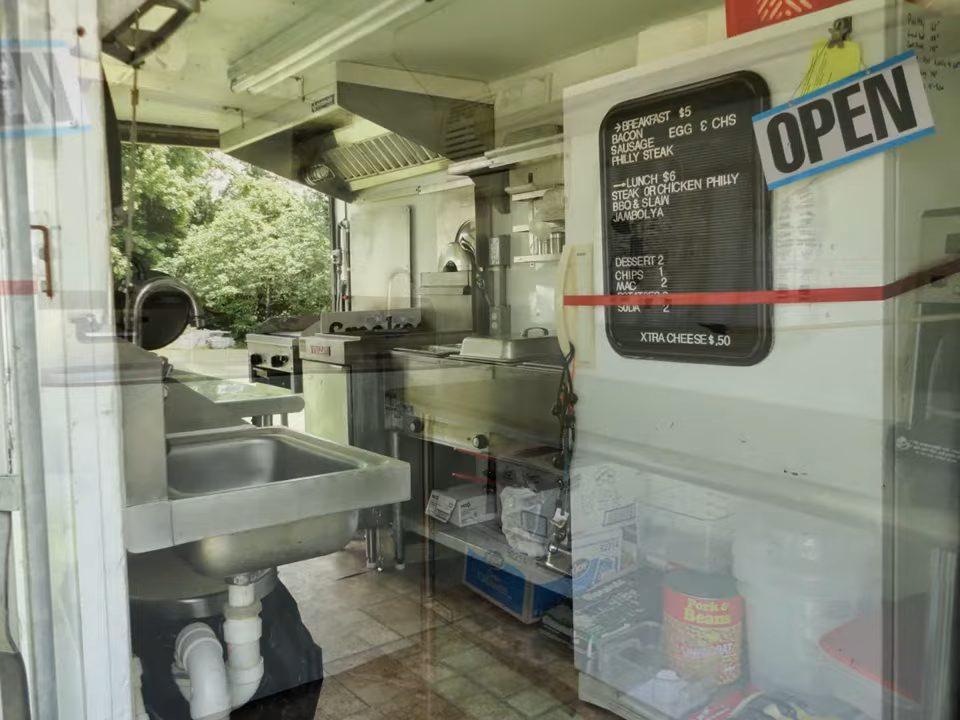 →BREAKFAST $5
BACON EGG & CHS
SAUSAGE
PHILLY STEAK
→LUNCH $6
STEAK OR CHICKEN PHILLY
BBQ & SLAW
JAMBOLYA
DESSERT 2
CHIPS 1
MAC 2
SODA 2
XTRA CHEESE $.50
OPEN
Pork &
Beans